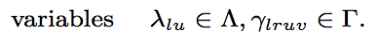 variables λ_{lu} ∈ Λ, γ_{lruv} ∈ Γ.